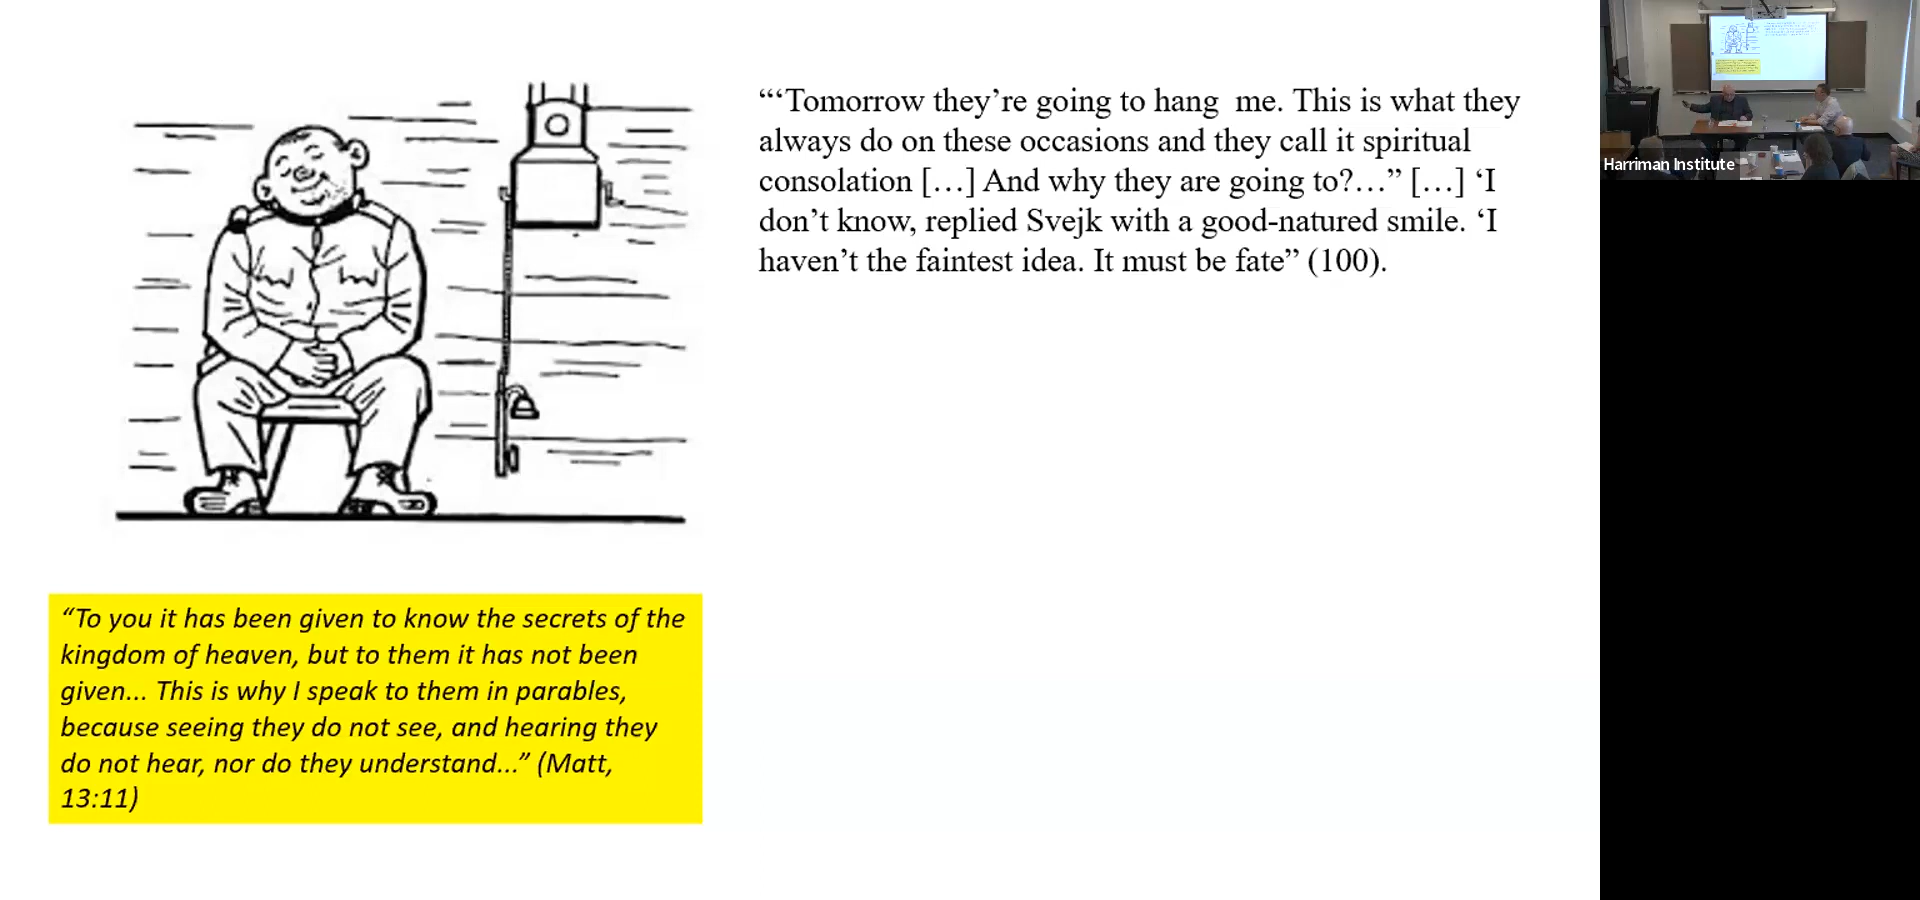 “‘Tomorrow they’re going to hang  me. This is what they
always do on these occasions and they call it spiritual
consolation […] And why they are going to?…” […] ‘I
don’t know, replied Svejk with a good-natured smile. ‘I
haven’t the faintest idea. It must be fate” (100).
“To you it has been given to know the secrets of the
kingdom of heaven, but to them it has not been
given... This is why I speak to them in parables,
because seeing they do not see, and hearing they
do not hear, nor do they understand...” (Matt,
13:11)
Harriman Institute